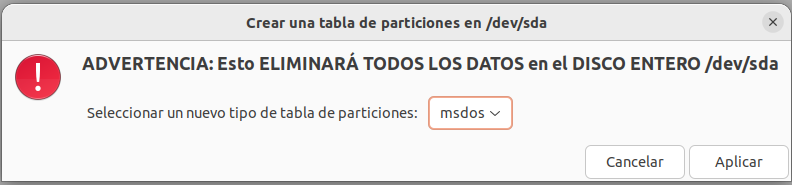 Crear una tabla de particiones en /dev/sda
ADVERTENCIA: Esto ELIMINARÁ TODOS LOS DATOS en el DISCO ENTERO /dev/sda
Seleccionar un nuevo tipo de tabla de particiones: msdos
Cancelar Aplicar